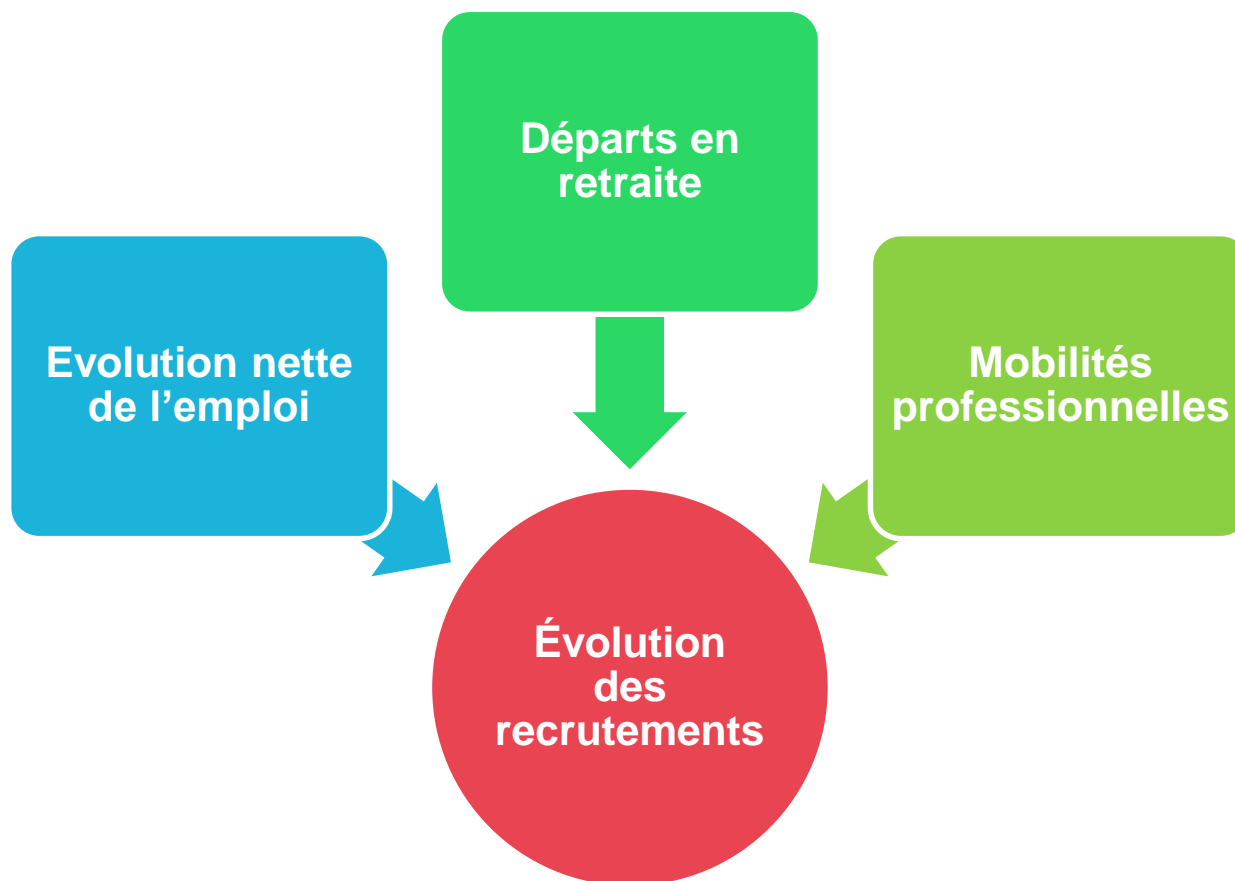 Départs en
retraite
Evolution nette
de l’emploi
Mobilités
professionnelles
Évolution
des
recrutements